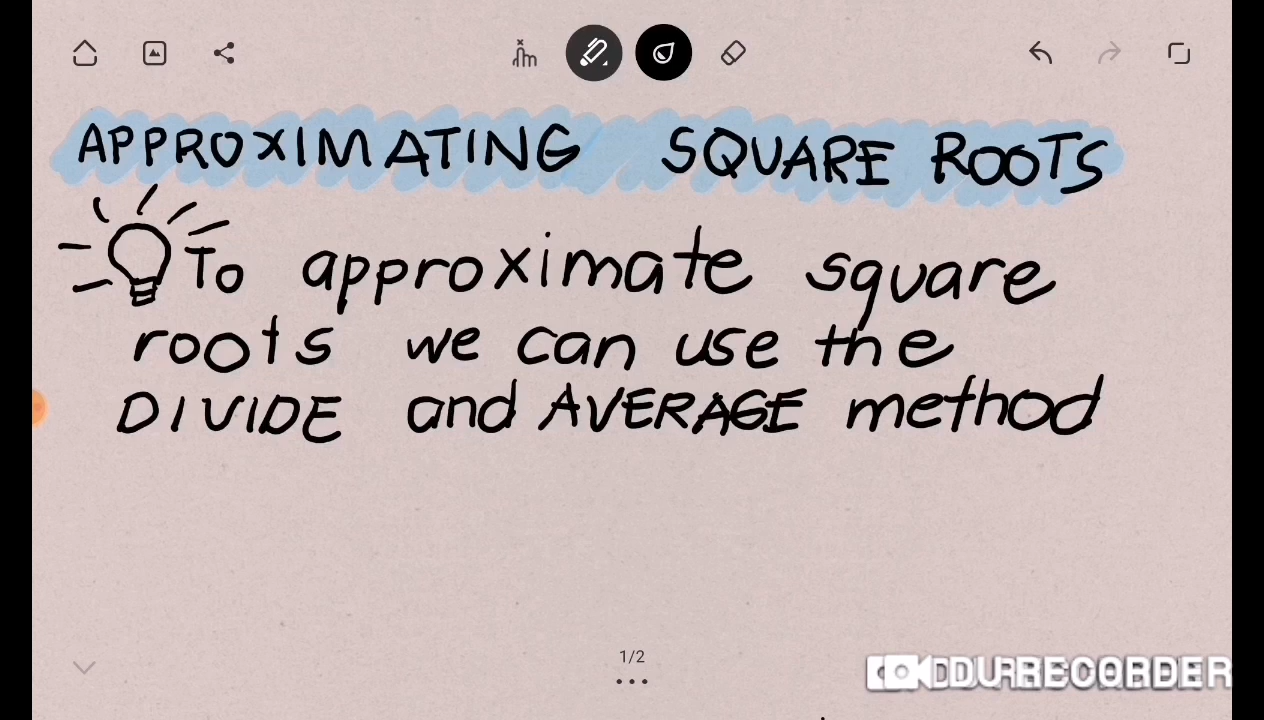 APPROXIMATING SQUARE ROOTS
To approximate square
roots we can use the
DIVIDE and AVERAGE method
1/2
DU RECORDER